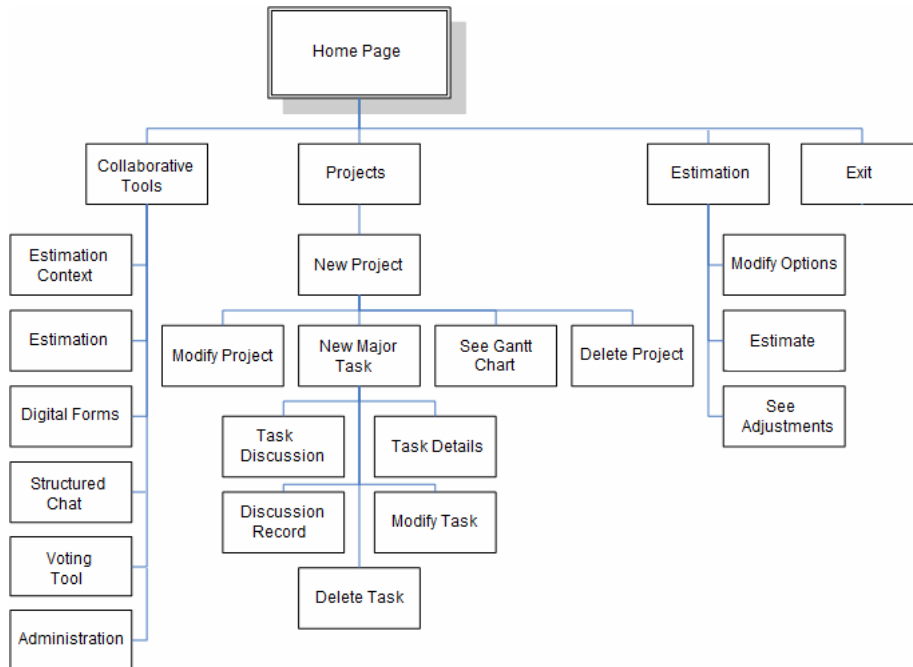 Home Page
Collaborative
Tools
Projects
Estimation
Exit
Estimation
Context
New Project
Modify Options
Estimation
Modify Project
New Major
Task
See Gantt
Chart
Delete Project
Estimate
Digital Forms
Task
Discussion
Task Details
See
Adjustments
Structured
Chat
Discussion
Record
Modify Task
Voting
Tool
Delete Task
Administration